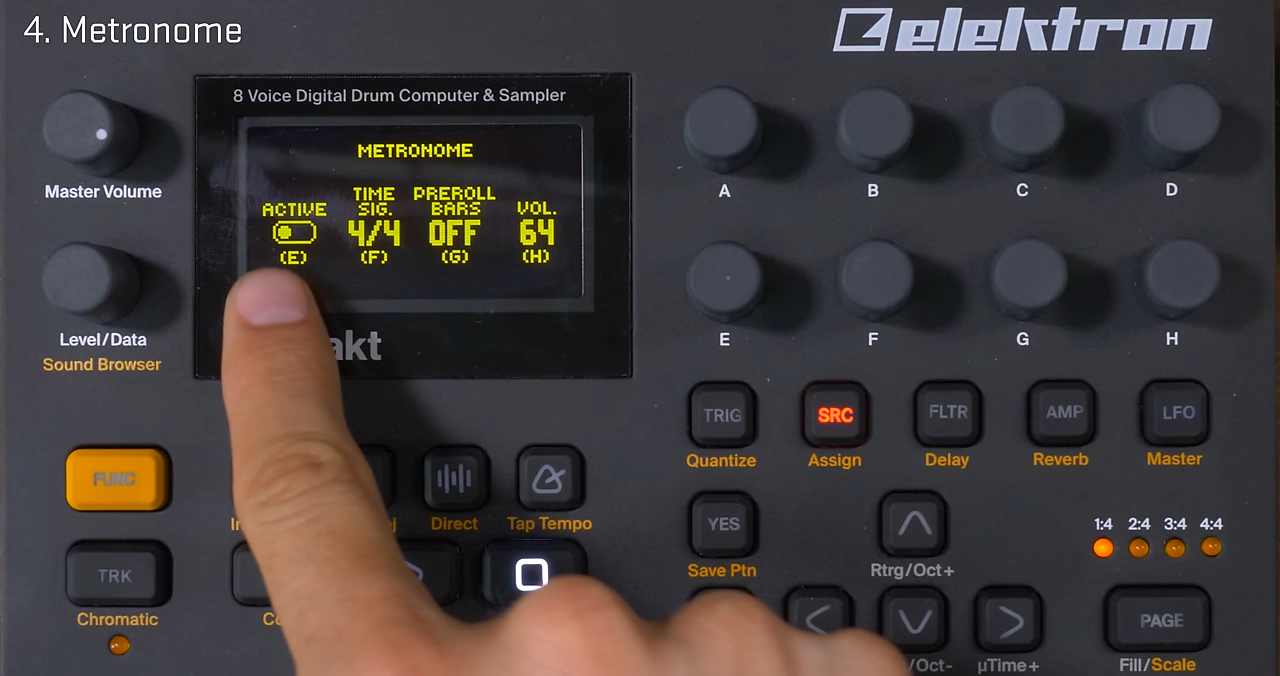 4. Metronome
elektron
8 Voice Digital Drum Computer & Sampler
METRONOME
ACTIVE
TIME SIG.
PREROLL BARS
VOL.
4/4
OFF
64
(E)
(F)
(G)
(H)
Master Volume
A
B
C
D
Level/Data
Sound Browser
E
F
G
H
TRIG
SRC
FLTR
AMP
LFO
Quantize
Assign
Delay
Reverb
Master
FUNC
Direct
Tap Tempo
YES
Save Ptn
Rtrg/Oct+
1:4
2:4
3:4
4:4
TRK
Chromatic
/Oct-
µTime+
PAGE
Fill/Scale